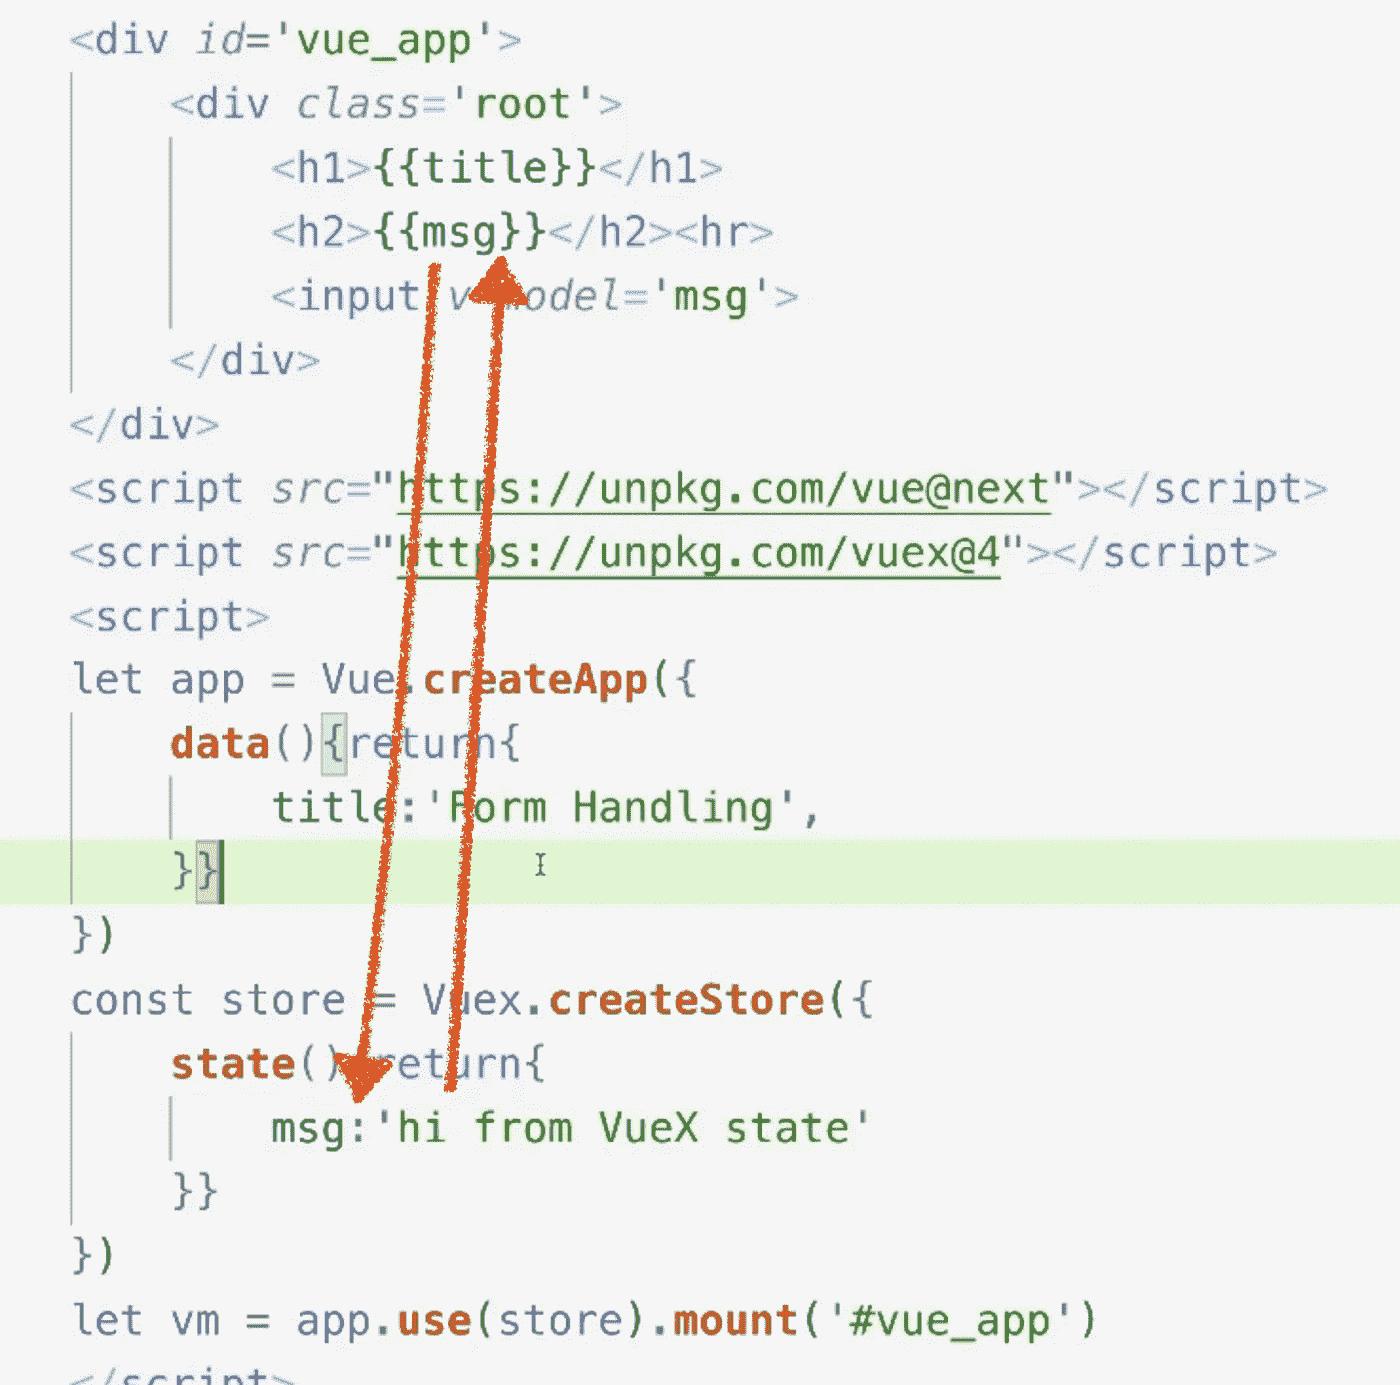 <div id='vue_app'>
<div class='root'>
<h1>{{title}}</h1>
<h2>{{msg}}</h2><hr>
<input v-model='msg'>
</div>
</div>
<script src="https://unpkg.com/vue@next"></script>
<script src="https://unpkg.com/vuex@4"></script>
<script>
let app = Vue.createApp({
data(){return{
title:'Form Handling',
}}
})
const store = Vuex.createStore({
state(){return{
msg:'hi from VueX state'
}}
})
let vm = app.use(store).mount('#vue_app')
</script>